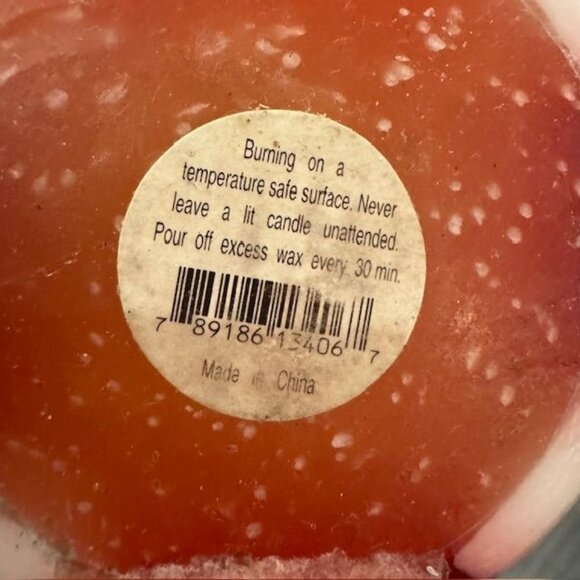 Burning on a
temperature safe surface. Never
leave a lit candle unattended.
Pour off excess wax every 30 min.
7 89186 13406 7
Made in China